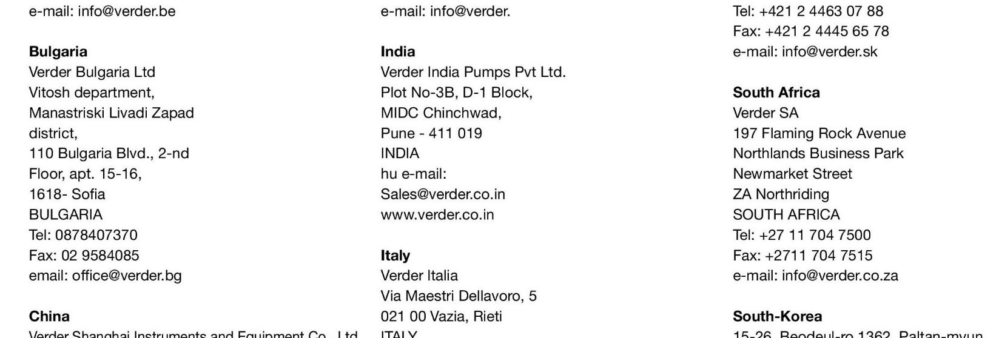 e-mail: info@verder.be
Bulgaria
Verder Bulgaria Ltd
Vitosh department,
Manastriski Livadi Zapad
district,
110 Bulgaria Blvd., 2-nd
Floor, apt. 15-16,
1618- Sofia
BULGARIA
Tel: 0878407370
Fax: 02 9584085
email: office@verder.bg
China
Verder Shanghai Instruments and Equipment Co., Ltd
e-mail: info@verder.
India
Verder India Pumps Pvt Ltd.
Plot No-3B, D-1 Block,
MIDC Chinchwad,
Pune - 411 019
INDIA
hu e-mail:
Sales@verder.co.in
www.verder.co.in
Italy
Verder Italia
Via Maestri Dellavoro, 5
021 00 Vazia, Rieti
ITALY
Tel: +421 2 4463 07 88
Fax: +421 2 4445 65 78
e-mail: info@verder.sk
South Africa
Verder SA
197 Flaming Rock Avenue
Northlands Business Park
Newmarket Street
ZA Northriding
SOUTH AFRICA
Tel: +27 11 704 7500
Fax: +2711 704 7515
e-mail: info@verder.co.za
South-Korea
15-26, Beodeul-ro 1362, Paltan-myun